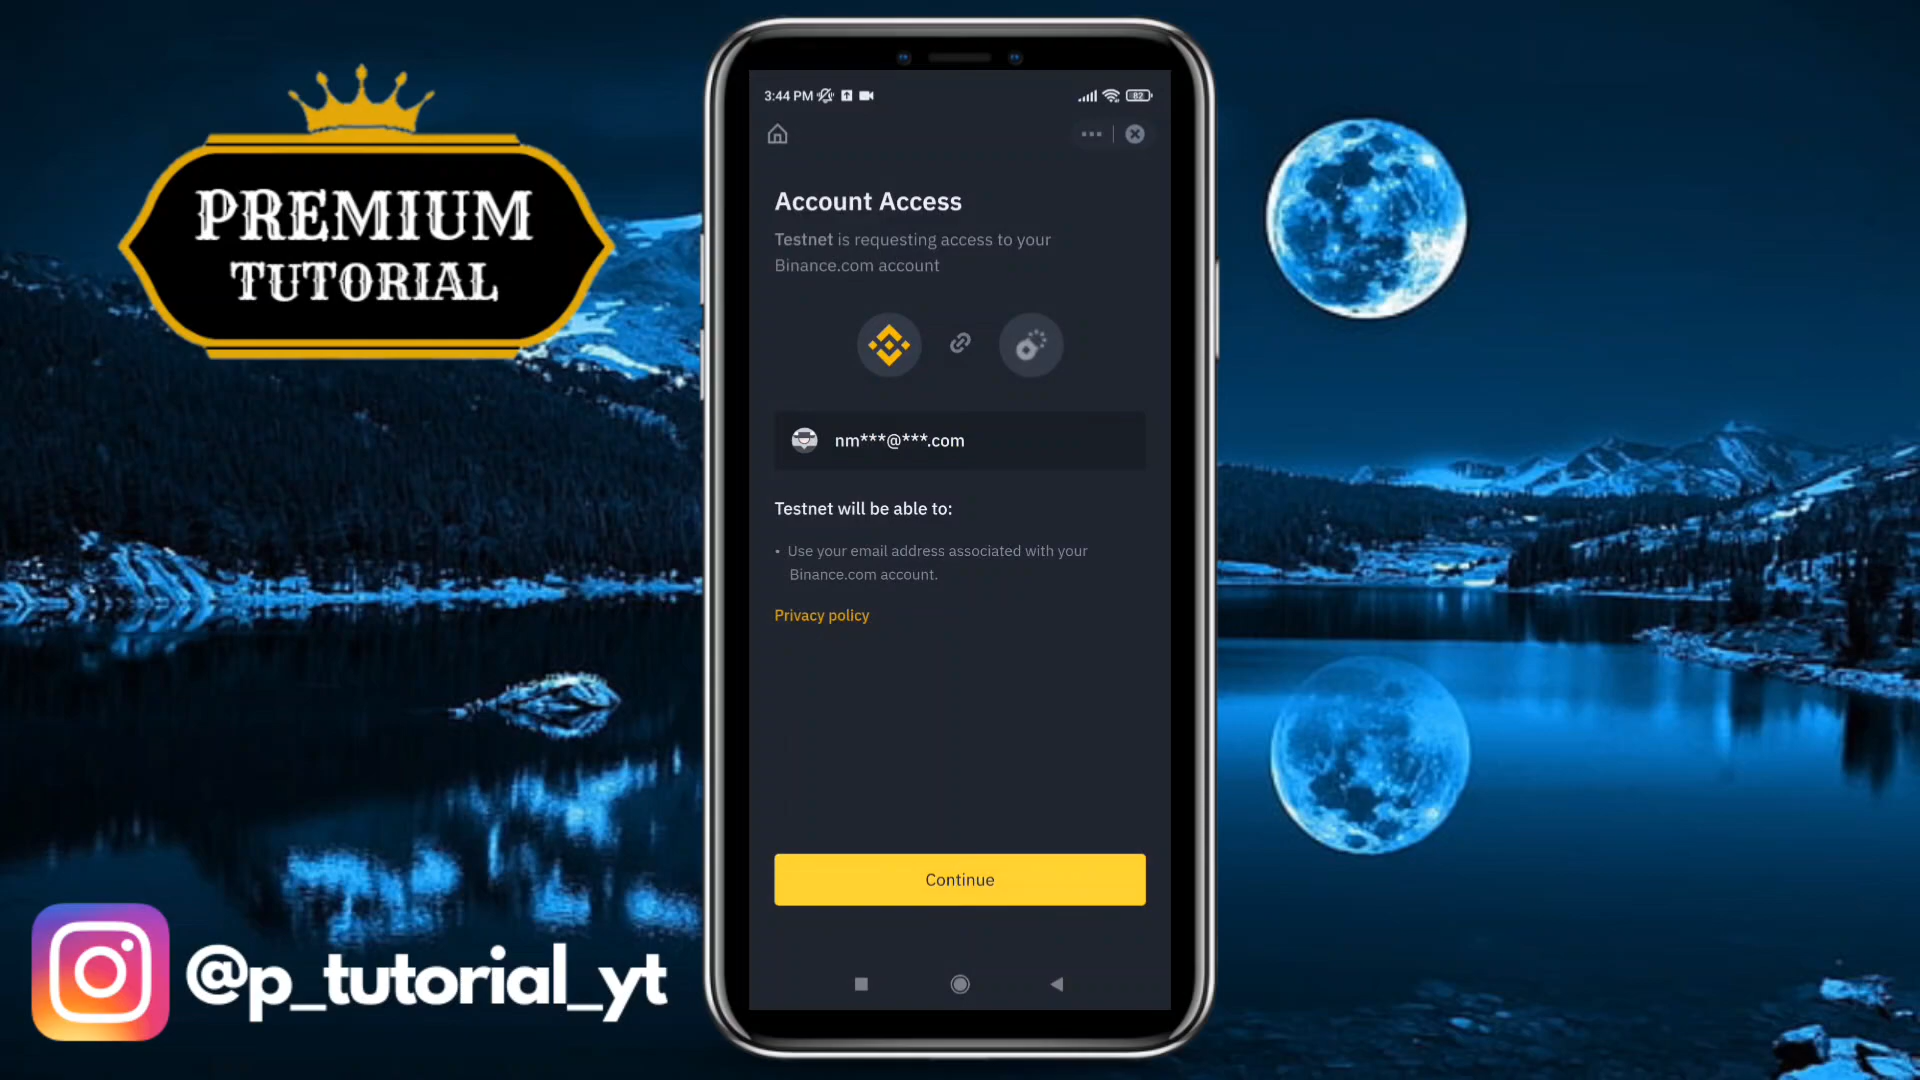 PREMIUM
TUTORIAL
3:44 PM
82
Account Access
Testnet is requesting access to your
Binance.com account
nm***@***.com
Testnet will be able to:
• Use your email address associated with your
Binance.com account.
Privacy policy
Continue
@p_tutorial_yt